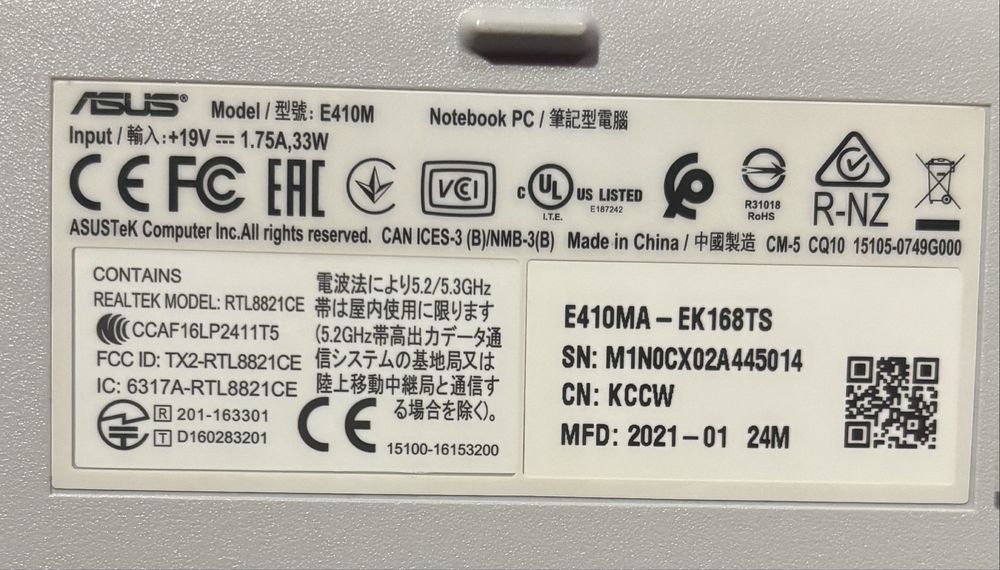 ASUS® Model / 型號: E410M Notebook PC / 筆記型電腦
Input / 輸入:+19V ⎓ 1.75A,33W
CE FC EAC VCI c UL US LISTED R31018 RoHS R-NZ
I.T.E. E187242
ASUSTeK Computer Inc.All rights reserved. CAN ICES-3 (B)/NMB-3(B) Made in China / 中國製造 CM-5 CQ10 15105-0749G000
CONTAINS
REALTEK MODEL: RTL8821CE
CCAF16LP2411T5
FCC ID: TX2-RTL8821CE
IC: 6317A-RTL8821CE
R 201-163301
T D160283201
電波法により5.2/5.3GHz
帯は屋内使用に限ります
(5.2GHz帯高出力データ通
信システムの基地局又は
陸上移動中継局と通信す
る場合を除く)。
CE 15100-16153200
E410MA-EK168TS
SN: M1N0CX02A445014
CN: KCCW
MFD: 2021-01 24M